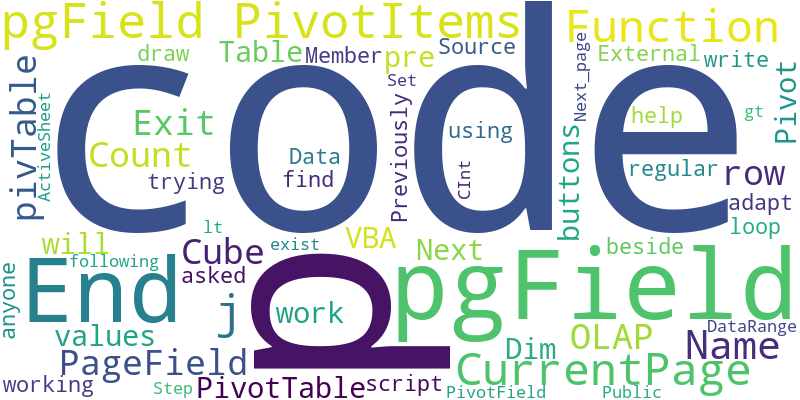 pgField PivotItems Function
draw Table Member pre Source External write
code
pivTable ActiveSheet Exit Count trying Data find Set Previously using CInt Next_page buttons help regular gt Pivot row adapt loop
lt
will Cube VBA Next beside exist
following asked
End j p work pgField
anyone values OLAP Name DataRange
PageField Dim CurrentPage
working Step PivotTable script PivotField Public